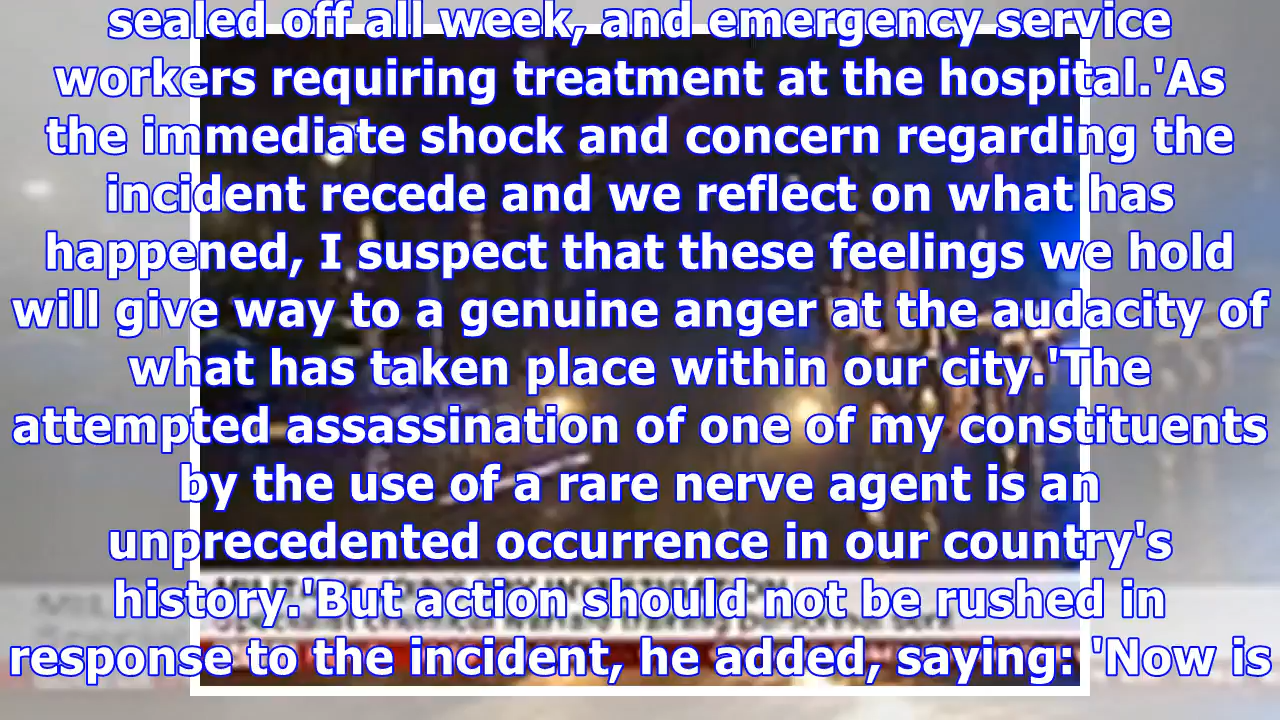 sealed off all week, and emergency service
workers requiring treatment at the hospital.'As
the immediate shock and concern regarding the
incident recede and we reflect on what has
happened, I suspect that these feelings we hold
will give way to a genuine anger at the audacity of
what has taken place within our city.'The
attempted assassination of one of my constituents
by the use of a rare nerve agent is an
unprecedented occurrence in our country's
history.'But action should not be rushed in
response to the incident, he added, saying: 'Now is